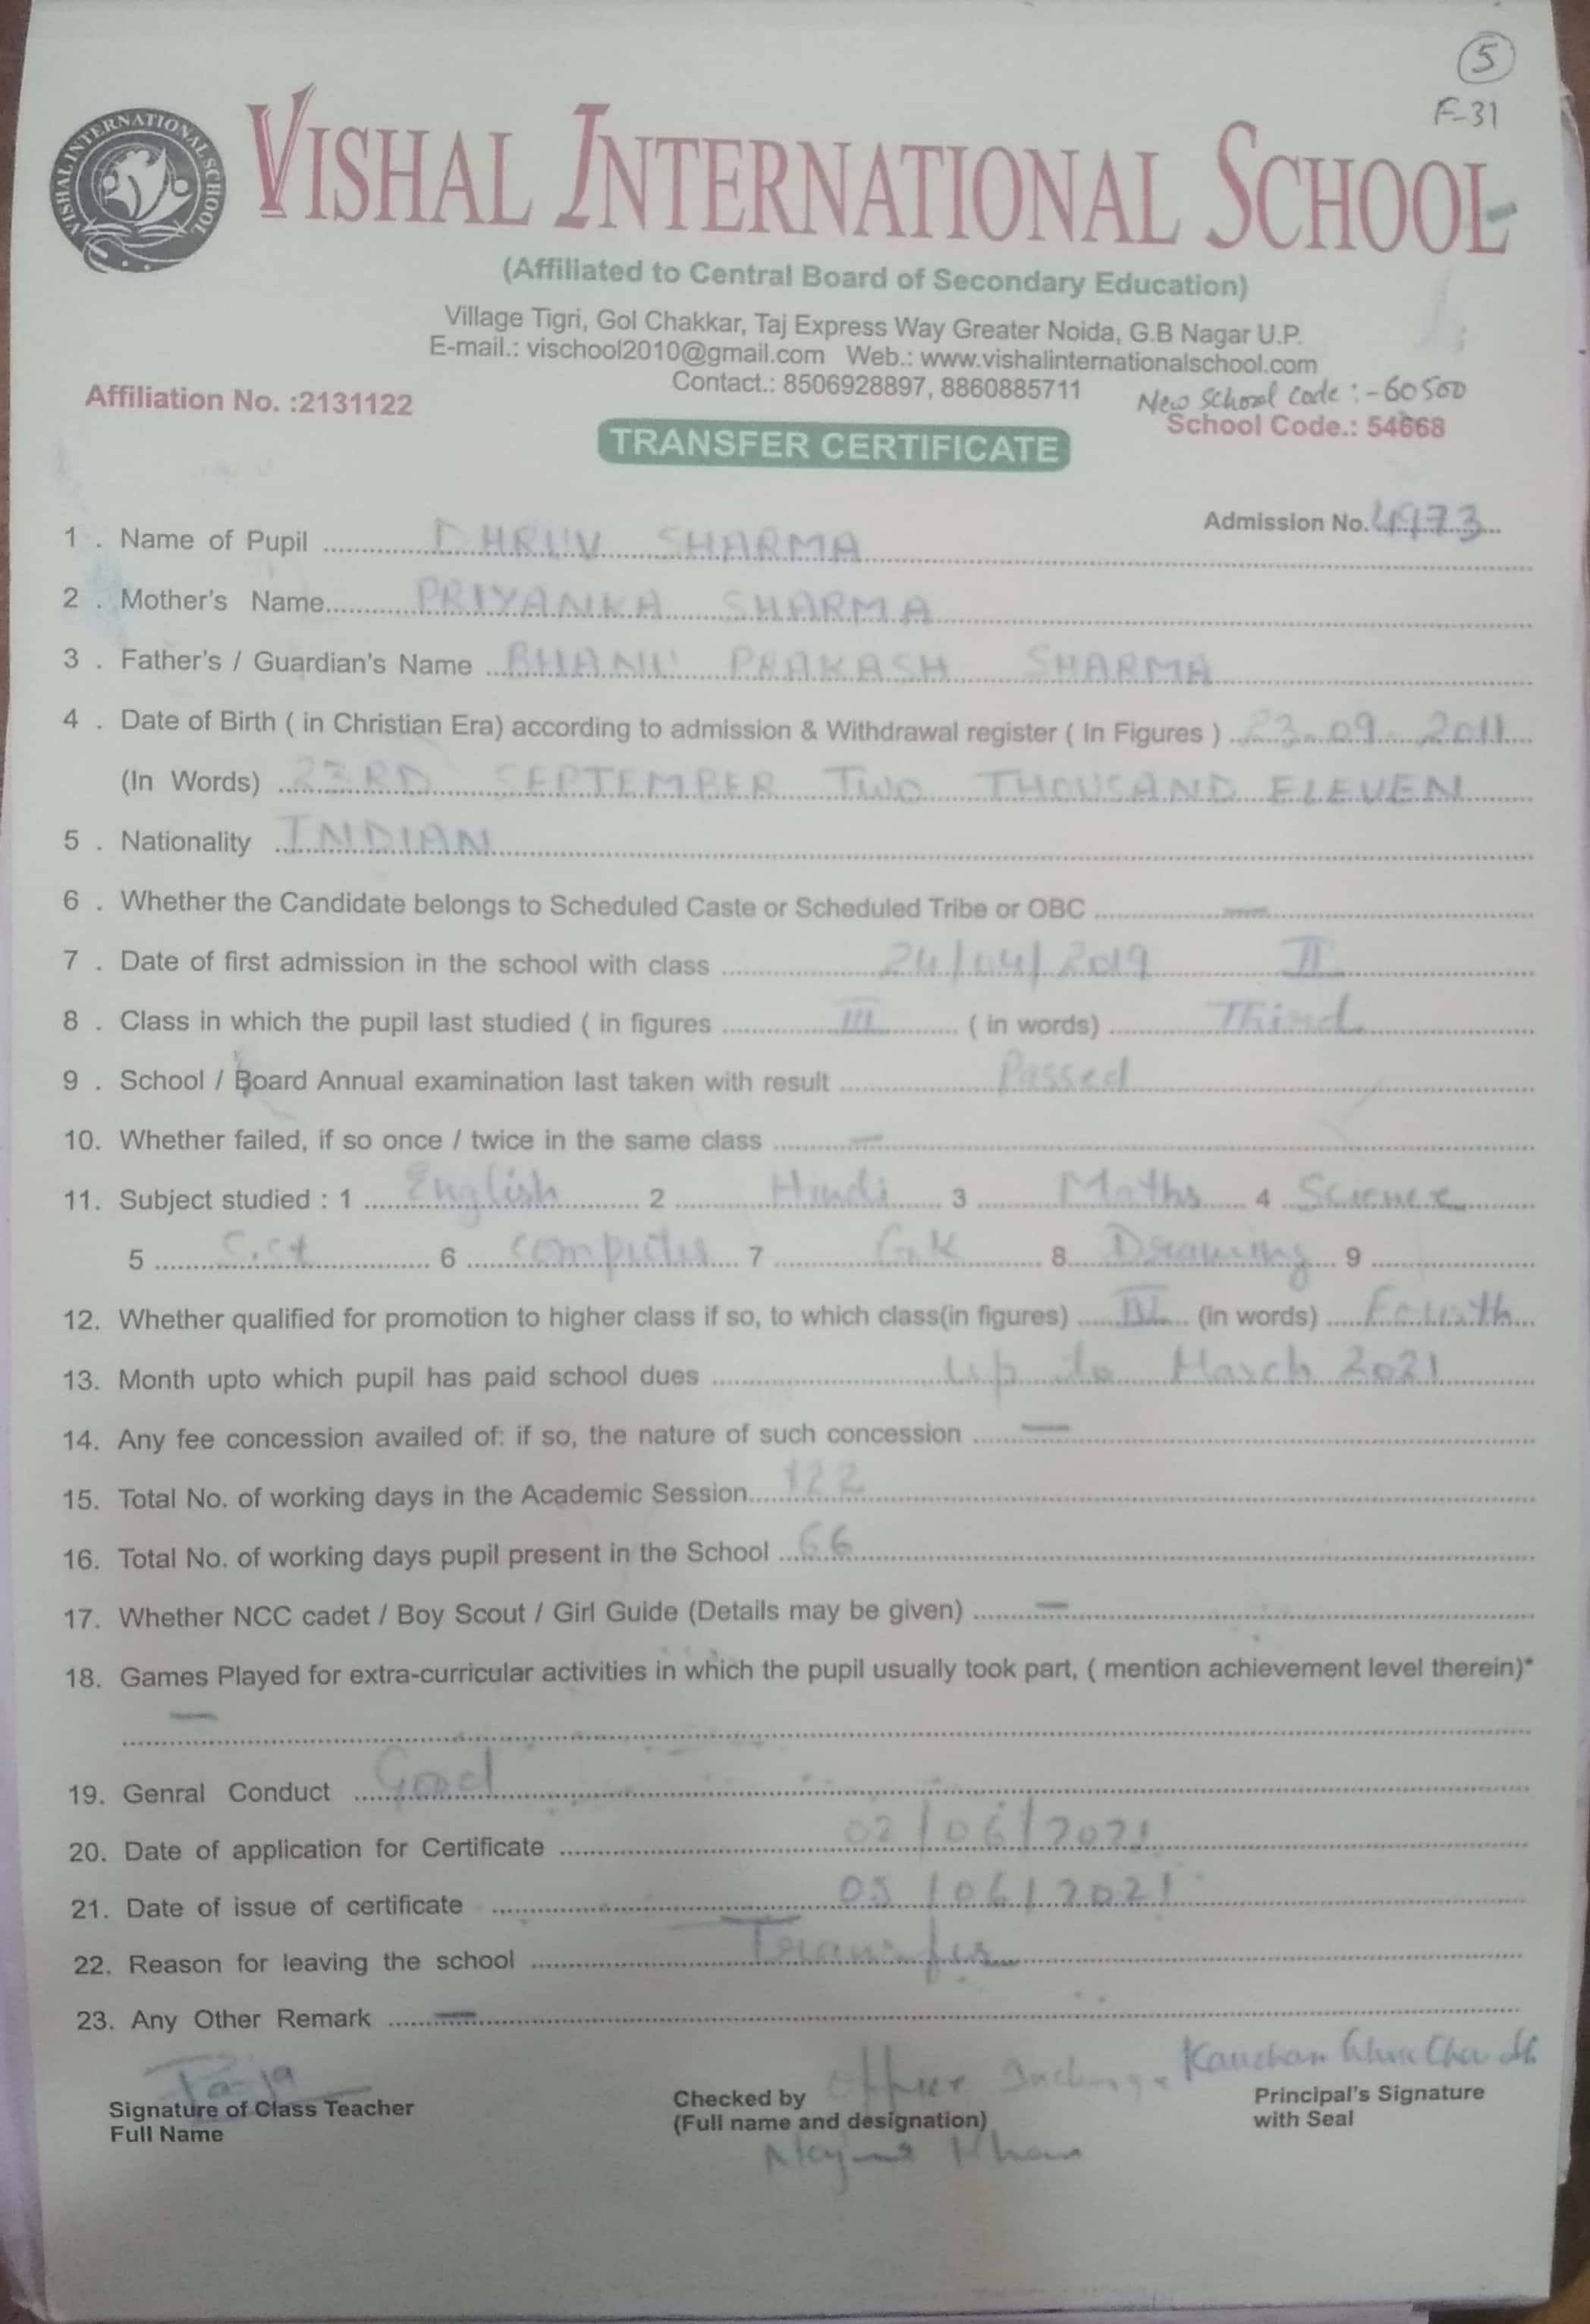 5
F-31
VISHAL INTERNATIONAL SCHOOL
VISHAL INTERNATIONAL SCHOOL
(Affiliated to Central Board of Secondary Education)
Village Tigri, Gol Chakkar, Taj Express Way Greater Noida, G.B Nagar U.P.
E-mail.: vischool2010@gmail.com Web.: www.vishalinternationalschool.com
Contact.: 8506928897, 8860885711
New School Code :- 60500
Affiliation No. :2131122
School Code.: 54668
TRANSFER CERTIFICATE
Admission No. 4973
1 . Name of Pupil DHRUV SHARMA
2 . Mother's Name PRIYANKA SHARMA
3 . Father's / Guardian's Name BHANU PRAKASH SHARMA
4 . Date of Birth ( in Christian Era) according to admission & Withdrawal register ( In Figures ) 23-09-2011
(In Words) 23RD SEPTEMBER TWO THOUSAND ELEVEN
5 . Nationality INDIAN
6 . Whether the Candidate belongs to Scheduled Caste or Scheduled Tribe or OBC —
7 . Date of first admission in the school with class 24/04/2019 II
8 . Class in which the pupil last studied ( in figures III ( in words) Third
9 . School / Board Annual examination last taken with result Passed
10. Whether failed, if so once / twice in the same class —
11. Subject studied : 1 English 2 Hindi 3 Maths 4 Science
5 S.st 6 Computer 7 G.K 8 Drawing 9
12. Whether qualified for promotion to higher class if so, to which class(in figures) IV (in words) Fourth
13. Month upto which pupil has paid school dues up to March 2021
14. Any fee concession availed of: if so, the nature of such concession —
15. Total No. of working days in the Academic Session 122
16. Total No. of working days pupil present in the School 66
17. Whether NCC cadet / Boy Scout / Girl Guide (Details may be given) —
18. Games Played for extra-curricular activities in which the pupil usually took part, ( mention achievement level therein)*
—
19. Genral Conduct Good
20. Date of application for Certificate 02/06/2021
21. Date of issue of certificate 05/06/2021
22. Reason for leaving the school Transfer
23. Any Other Remark —
Office Incharge Kanchan
Signature of Class Teacher Checked by Principal's Signature
Full Name (Full name and designation) with Seal
Khan